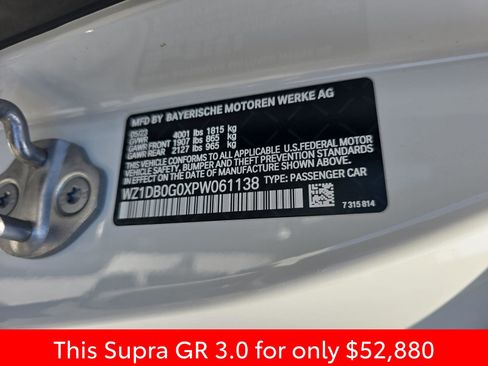 MFD BY BAYERISCHE MOTOREN WERKE AG
05/23 4001 lbs 1815 kg
GVWR
GAWR FRONT 1907 lbs 865 kg
GAWR REAR 2127 lbs 965 kg
THIS VEHICLE CONFORMS TO ALL APPLICABLE U.S. FEDERAL MOTOR
VEHICLE SAFETY, BUMPER AND THEFT PREVENTION STANDARDS
IN EFFECT ON THE DATE OF MANUFACTURE SHOWN ABOVE.
WZ1DB0G0XPW061138 TYPE: PASSENGER CAR
7 315 814
This Supra GR 3.0 for only $52,880